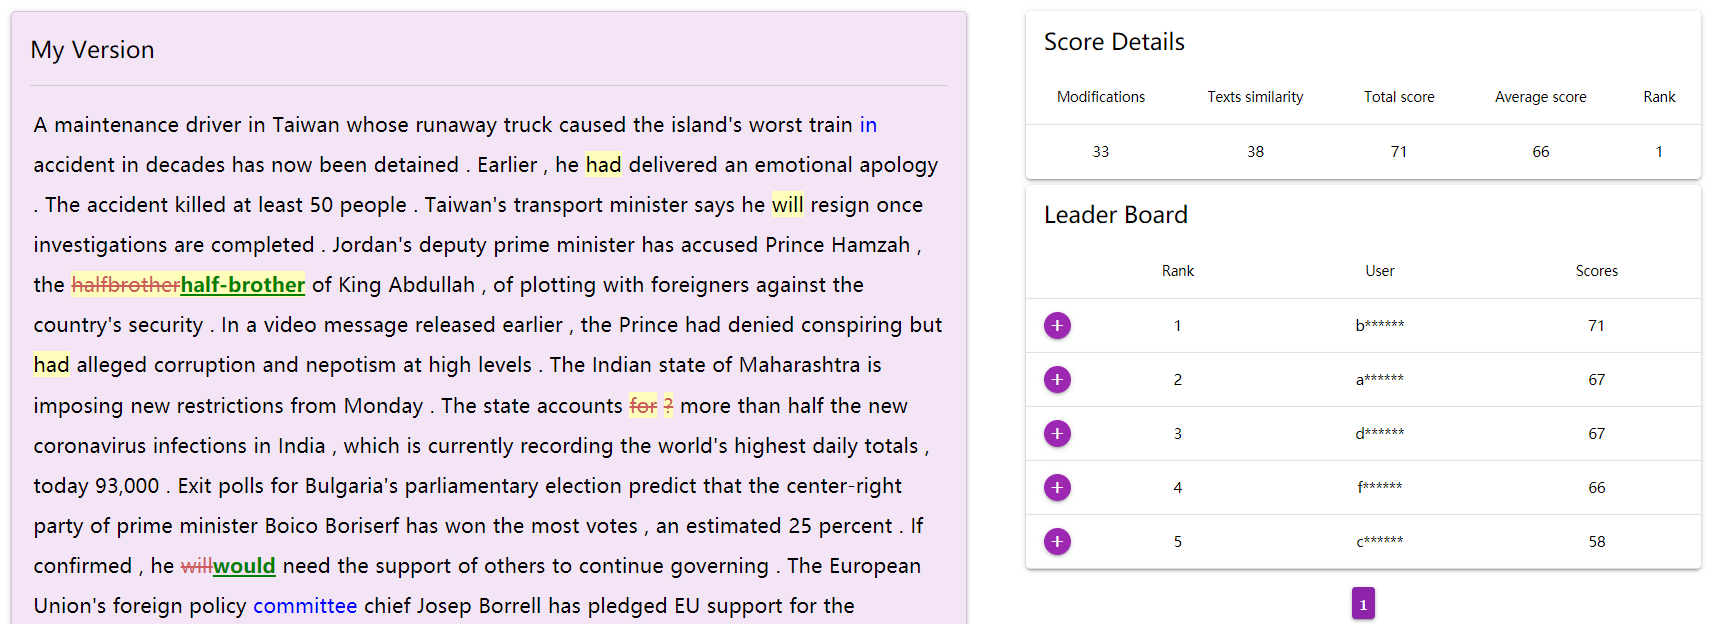 My Version
A maintenance driver in Taiwan whose runaway truck caused the island's worst train in
accident in decades has now been detained . Earlier , he had delivered an emotional apology
. The accident killed at least 50 people . Taiwan's transport minister says he will resign once
investigations are completed . Jordan's deputy prime minister has accused Prince Hamzah ,
the halfbrotherhalf-brother of King Abdullah , of plotting with foreigners against the
country's security . In a video message released earlier , the Prince had denied conspiring but
had alleged corruption and nepotism at high levels . The Indian state of Maharashtra is
imposing new restrictions from Monday . The state accounts for ? more than half the new
coronavirus infections in India , which is currently recording the world's highest daily totals ,
today 93,000 . Exit polls for Bulgaria's parliamentary election predict that the center-right
party of prime minister Boico Boriserf has won the most votes , an estimated 25 percent . If
confirmed , he willwould need the support of others to continue governing . The European
Union's foreign policy committee chief Josep Borrell has pledged EU support for the
Score Details
Modifications Texts similarity Total score Average score Rank
33 38 71 66 1
Leader Board
Rank User Scores
+ 1 b****** 71
+ 2 a****** 67
+ 3 d****** 67
+ 4 f****** 66
+ 5 c****** 58
1